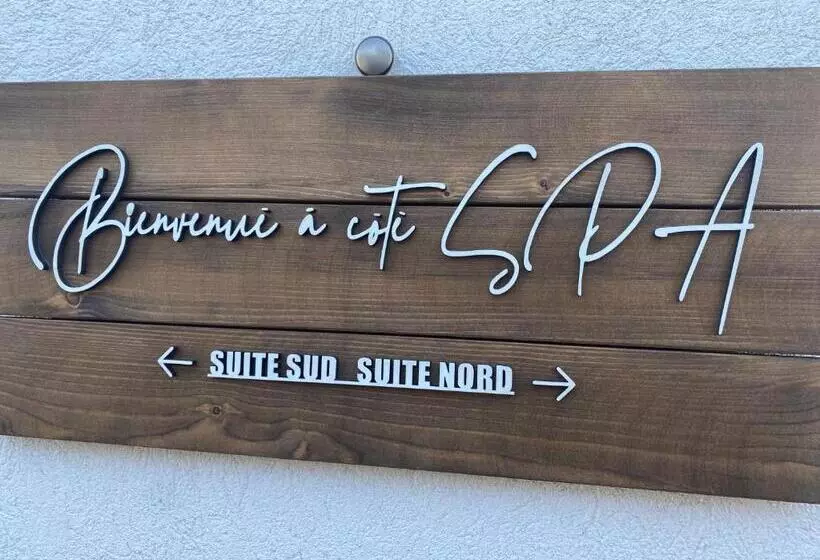 Bienvenue à côté SPA
← SUITE SUD SUITE NORD →